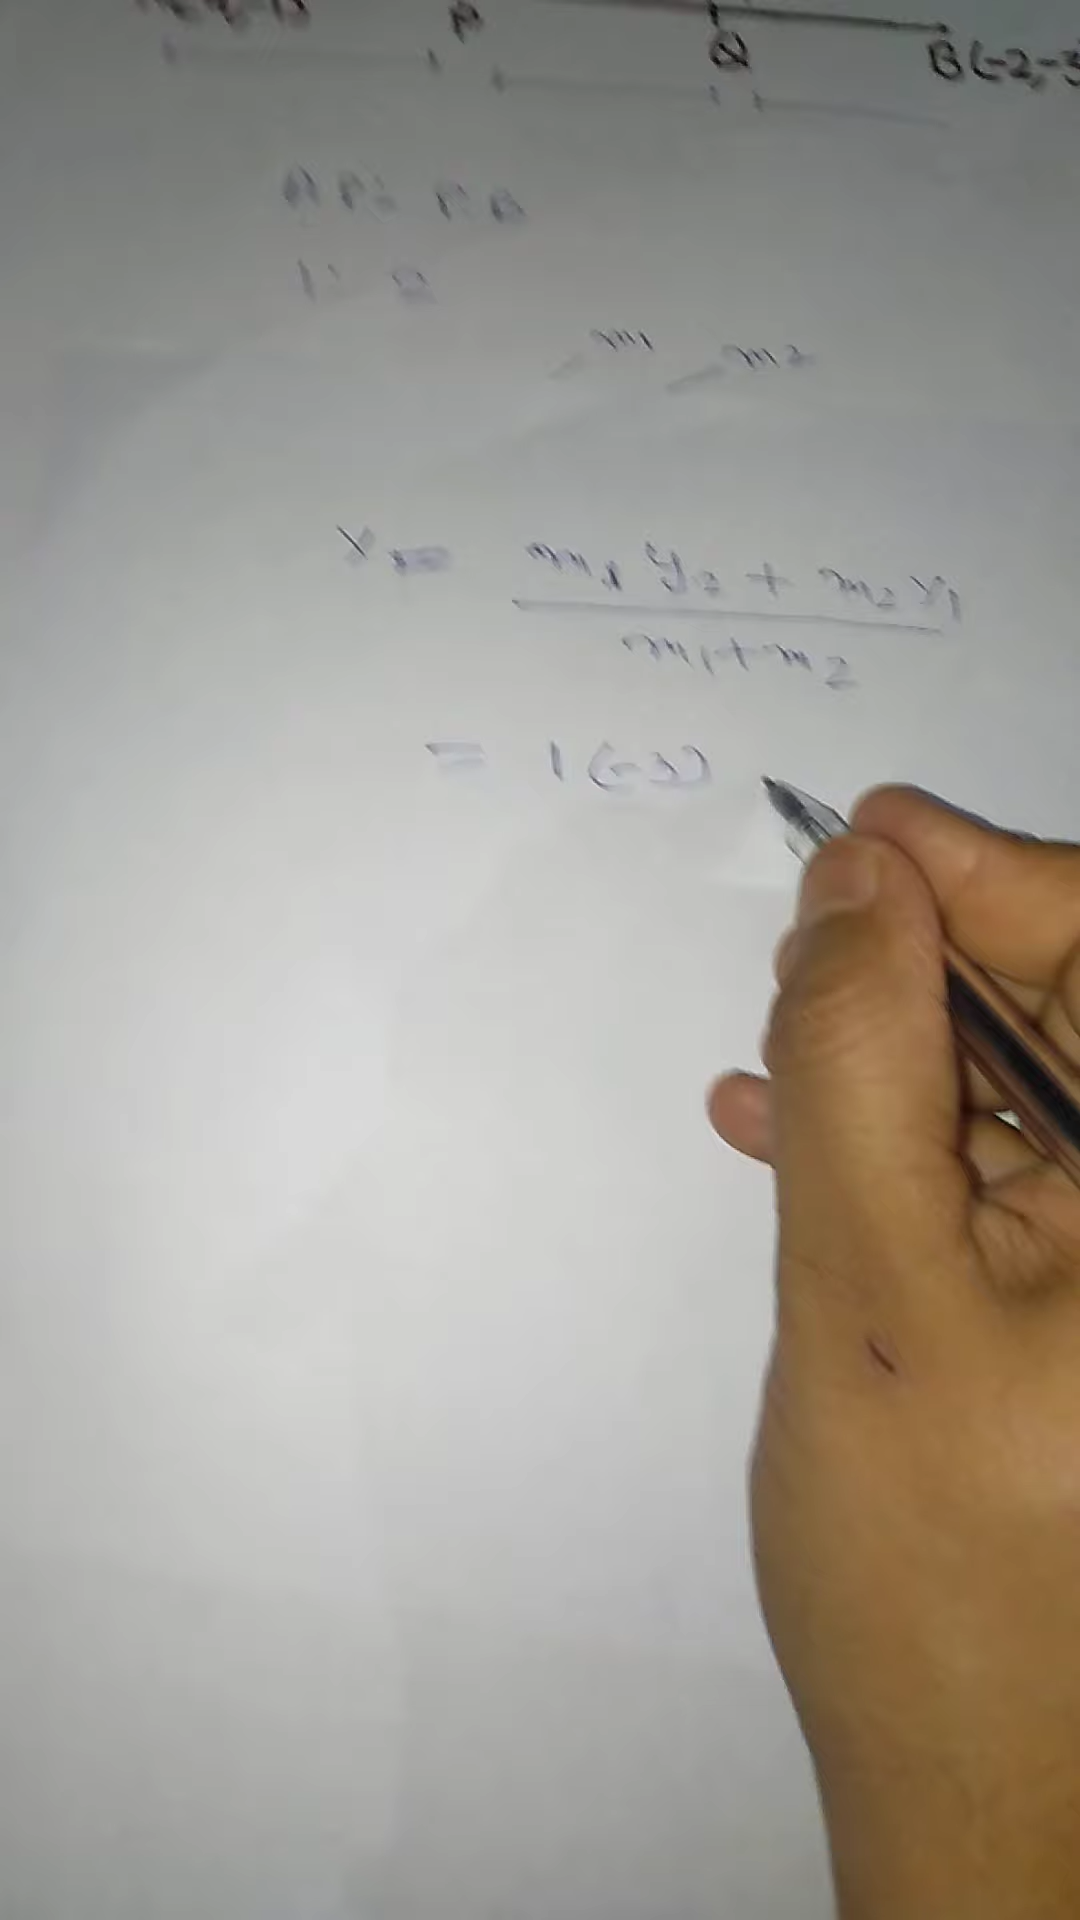 P
Q B(-2,-3
AP: PB
1: 2
m1 m2
Y = m1 y2 + m2 y1
m1+m2
= 1(-3)